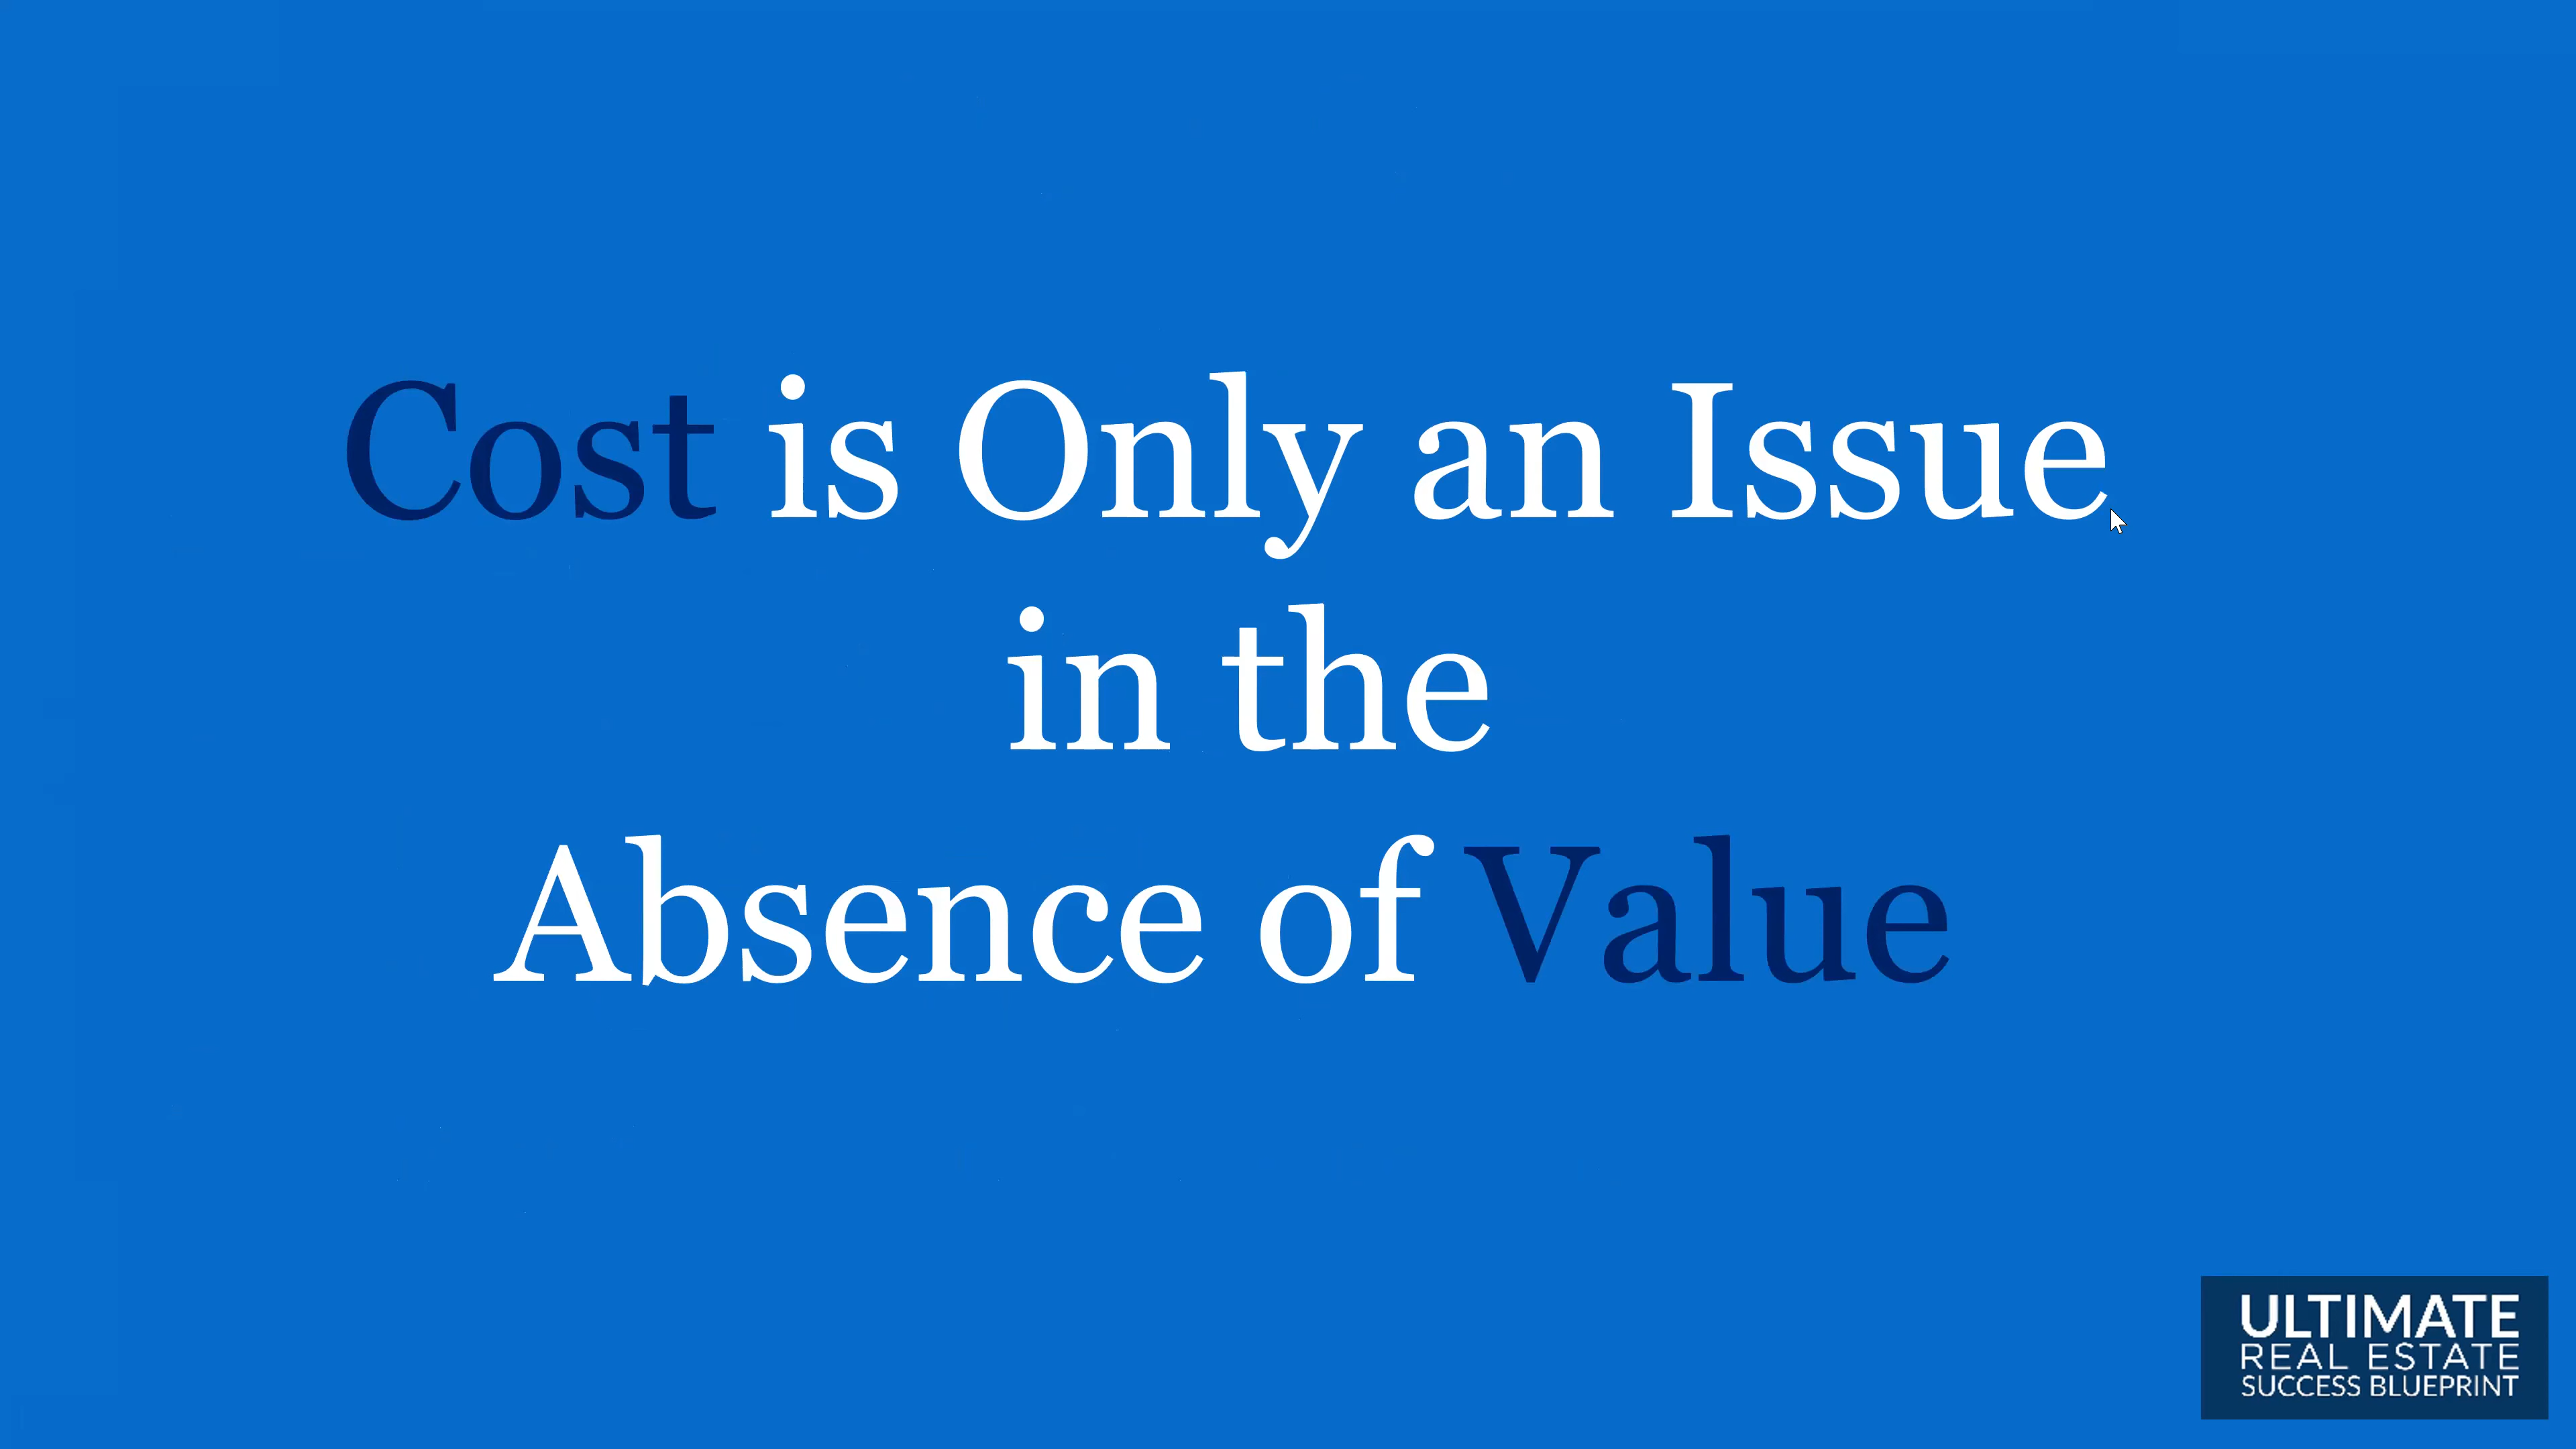 Cost is Only an Issue
in the
Absence of Value
ULTIMATE
REAL ESTATE
SUCCESS BLUEPRINT